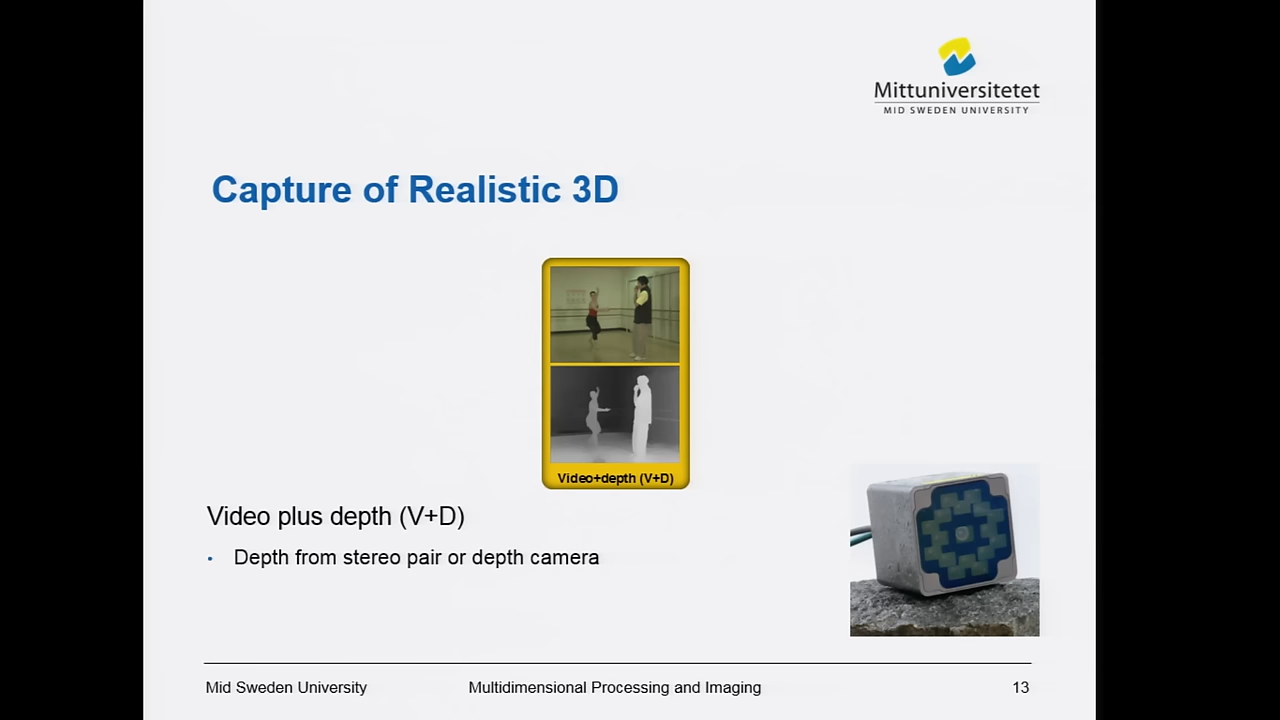 Mittuniversitetet
MID SWEDEN UNIVERSITY
Capture of Realistic 3D
Video+depth (V+D)
Video plus depth (V+D)
• Depth from stereo pair or depth camera
Mid Sweden University
Multidimensional Processing and Imaging
13